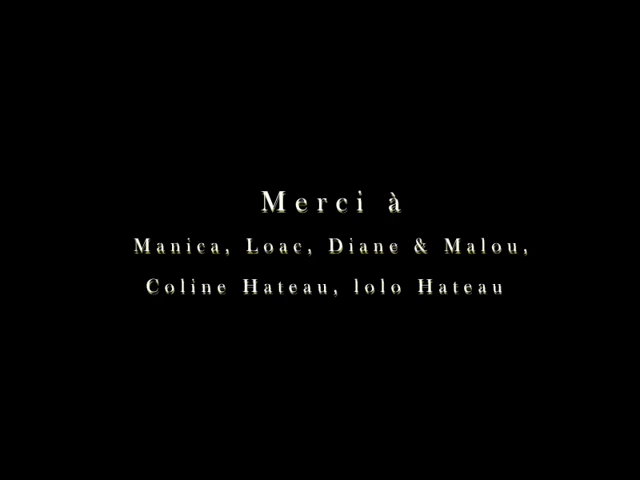 Merci à
Manica, Loac, Diane & Malou,
Coline Hateau, lolo Hateau